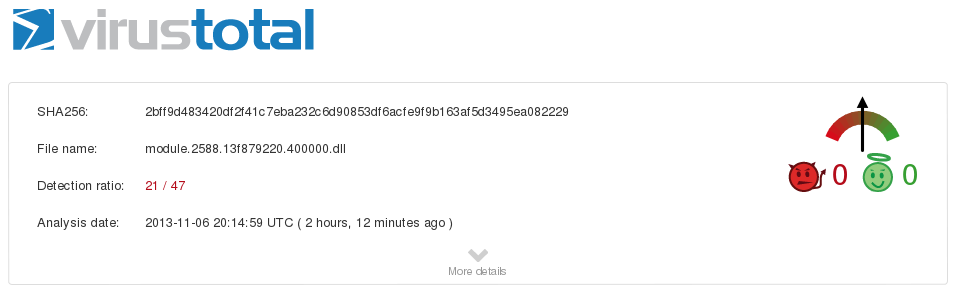 virustotal
SHA256: 2bff9d483420df2f41c7eba232c6d90853df6acfe9f9b163af5d3495ea082229
File name: module.2588.13f879220.400000.dll
Detection ratio: 21 / 47
0 0
Analysis date: 2013-11-06 20:14:59 UTC ( 2 hours, 12 minutes ago )
More details